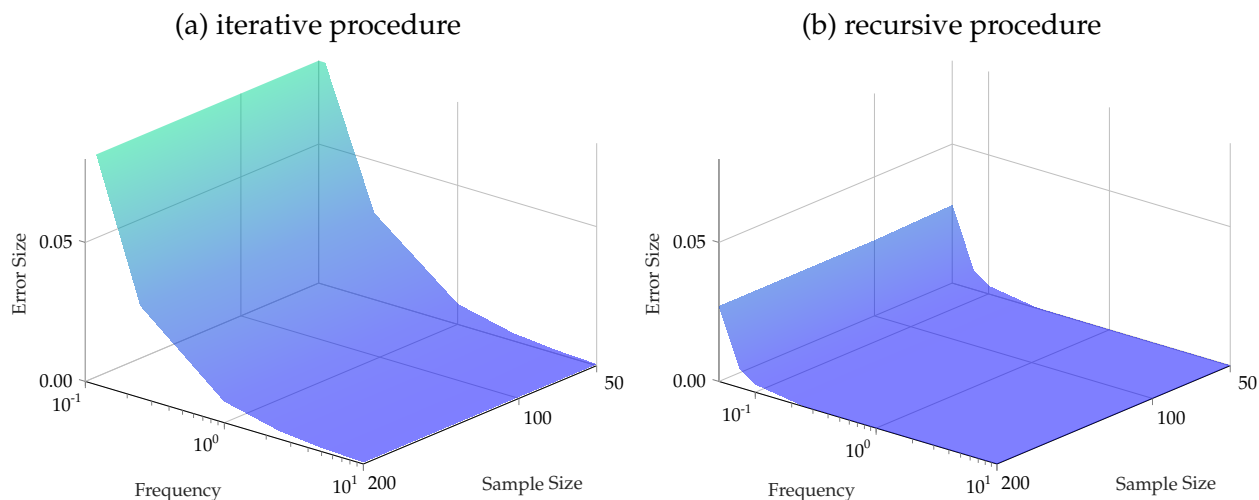 (a) iterative procedure
(b) recursive procedure
Error Size
0.05
0.00
10⁻¹
10⁰
10¹
200
100
50
Frequency
Sample Size
Error Size
0.05
0.00
10⁻¹
10⁰
10¹
200
100
50
Frequency
Sample Size